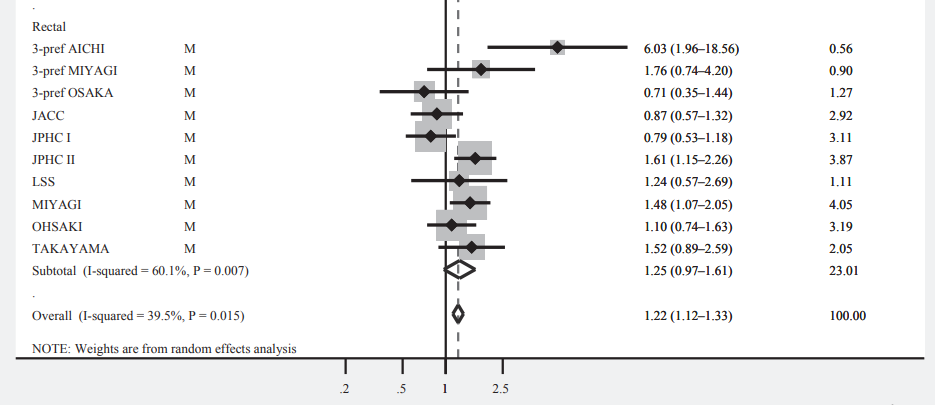 .
Rectal
3-pref AICHI M 6.03 (1.96–18.56) 0.56
3-pref MIYAGI M 1.76 (0.74–4.20) 0.90
3-pref OSAKA M 0.71 (0.35–1.44) 1.27
JACC M 0.87 (0.57–1.32) 2.92
JPHC I M 0.79 (0.53–1.18) 3.11
JPHC II M 1.61 (1.15–2.26) 3.87
LSS M 1.24 (0.57–2.69) 1.11
MIYAGI M 1.48 (1.07–2.05) 4.05
OHSAKI M 1.10 (0.74–1.63) 3.19
TAKAYAMA M 1.52 (0.89–2.59) 2.05
Subtotal (I-squared = 60.1%, P = 0.007) 1.25 (0.97–1.61) 23.01
.
Overall (I-squared = 39.5%, P = 0.015) 1.22 (1.12–1.33) 100.00
NOTE: Weights are from random effects analysis
.2 .5 1 2.5